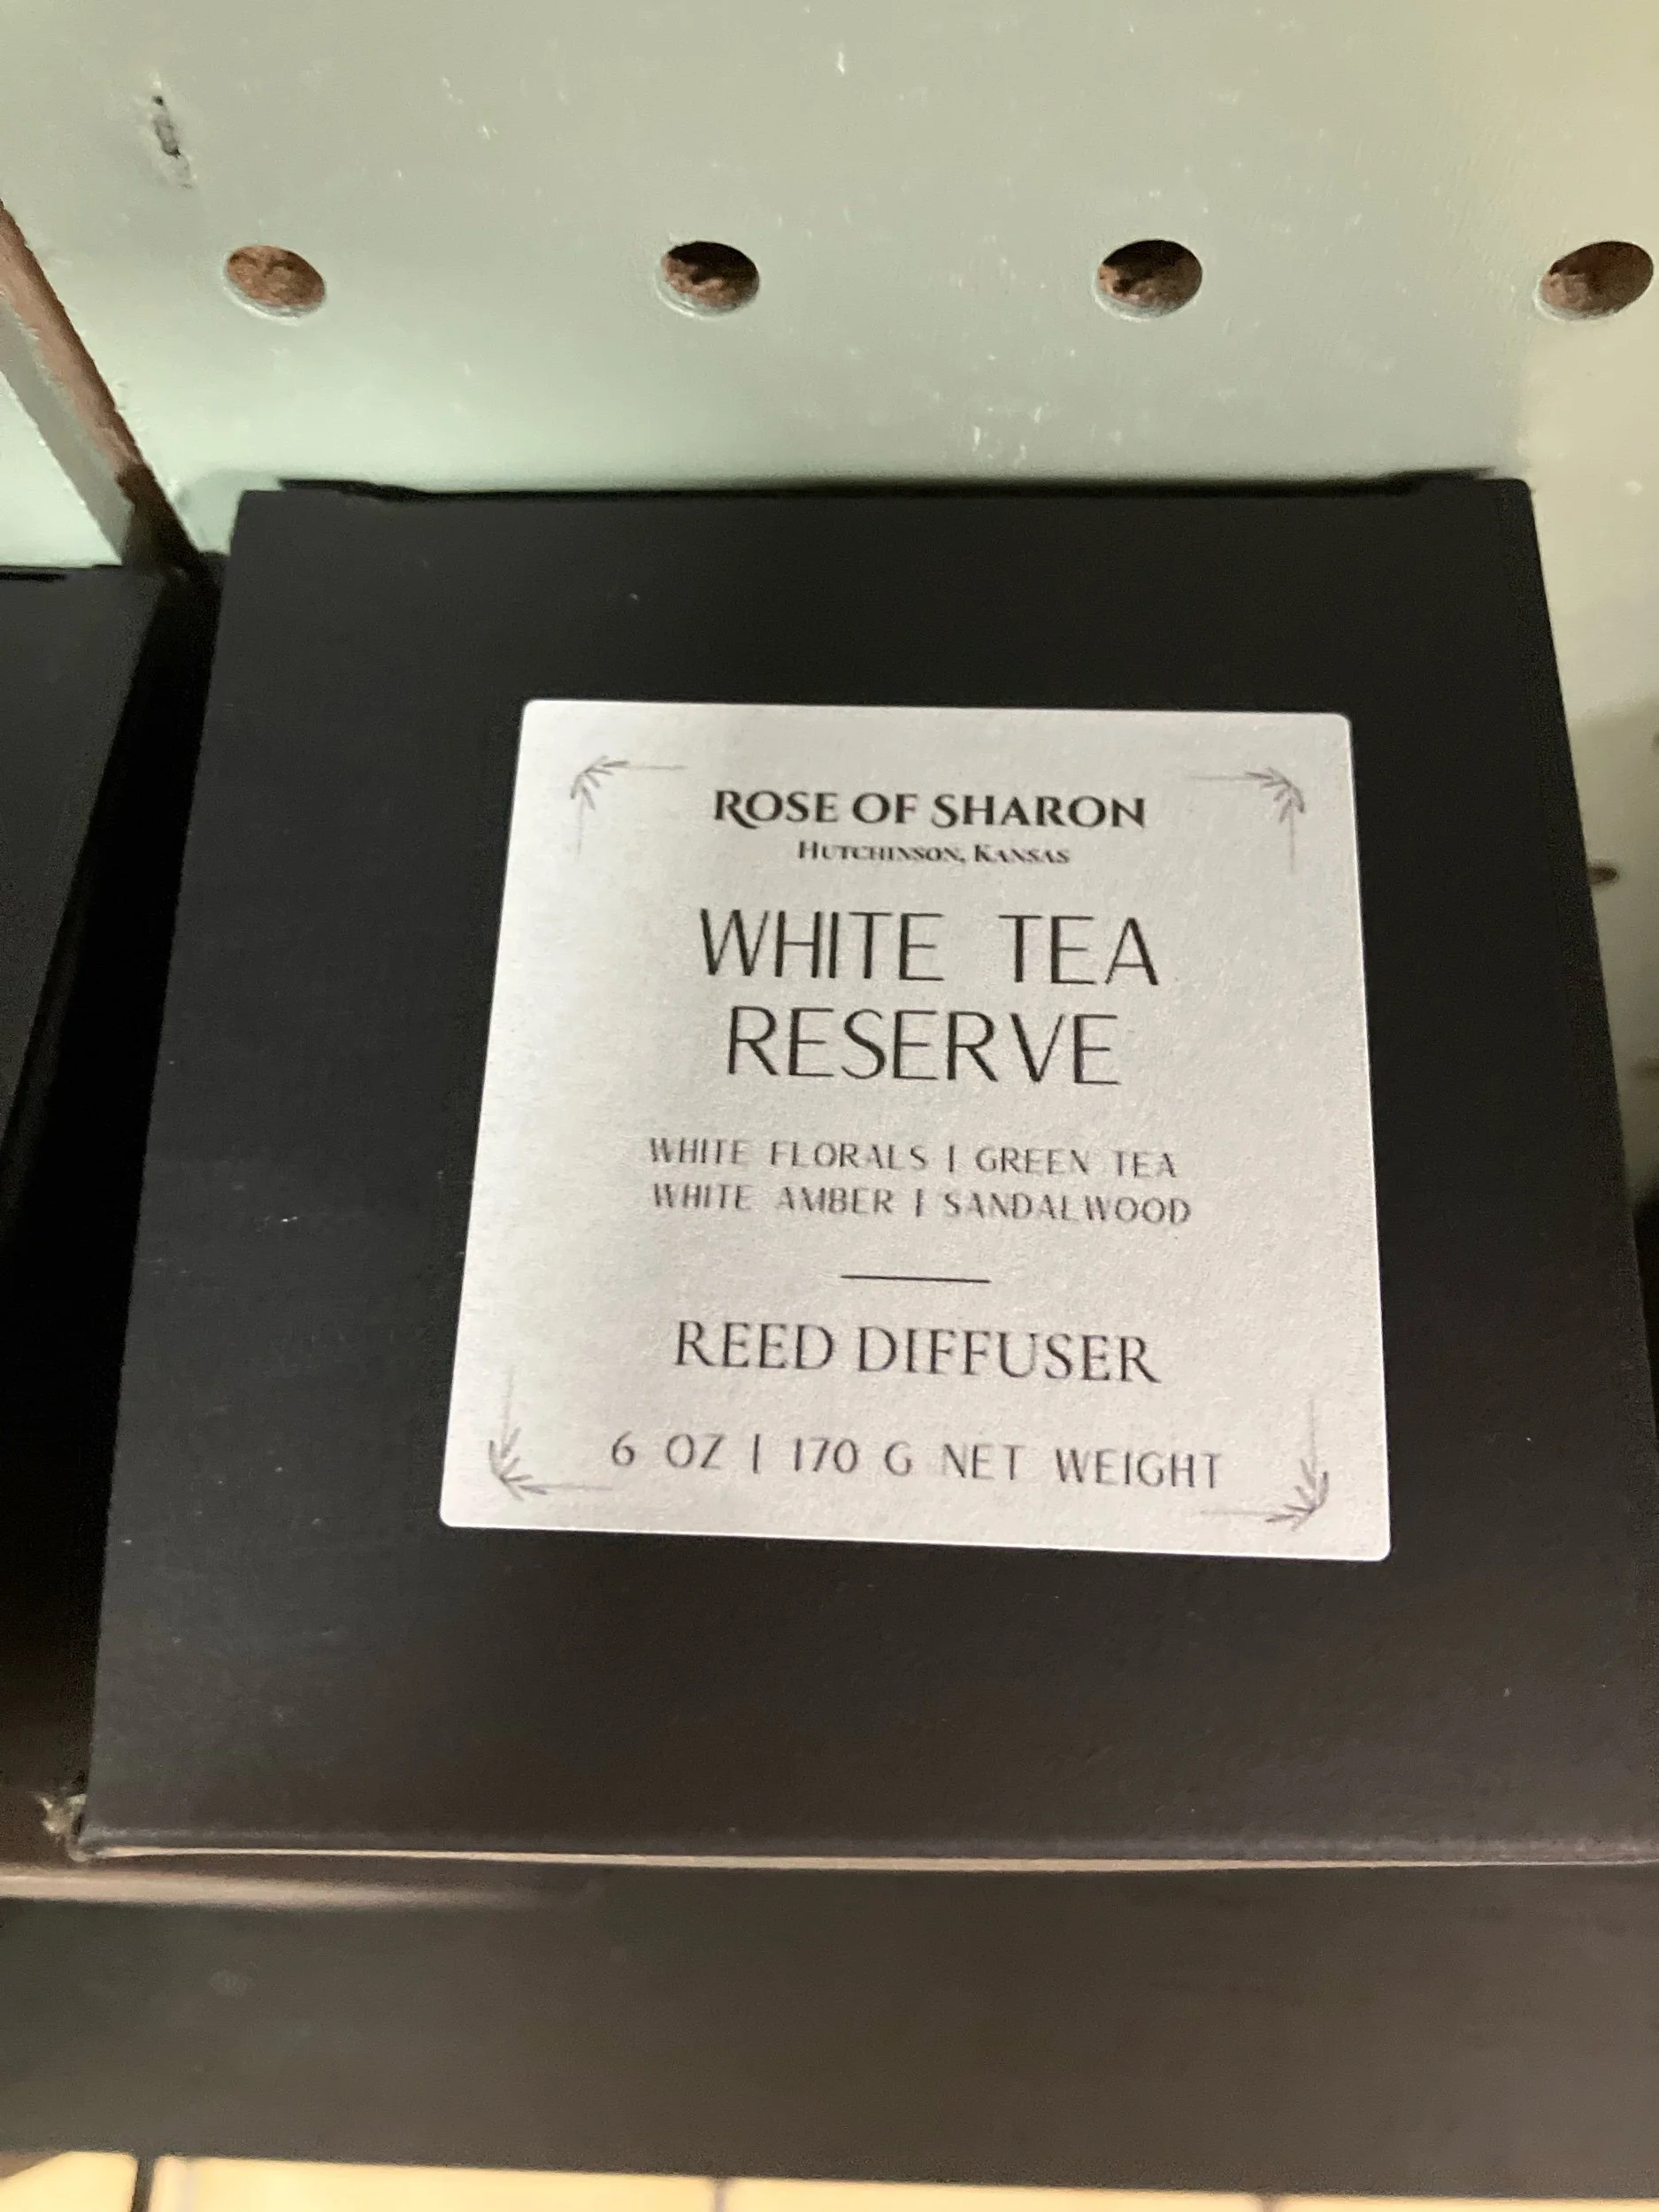 ROSE OF SHARON
HUTCHINSON, KANSAS
WHITE TEA
RESERVE
WHITE FLORALS | GREEN TEA
WHITE AMBER | SANDALWOOD
REED DIFFUSER
6 OZ | 170 G NET WEIGHT